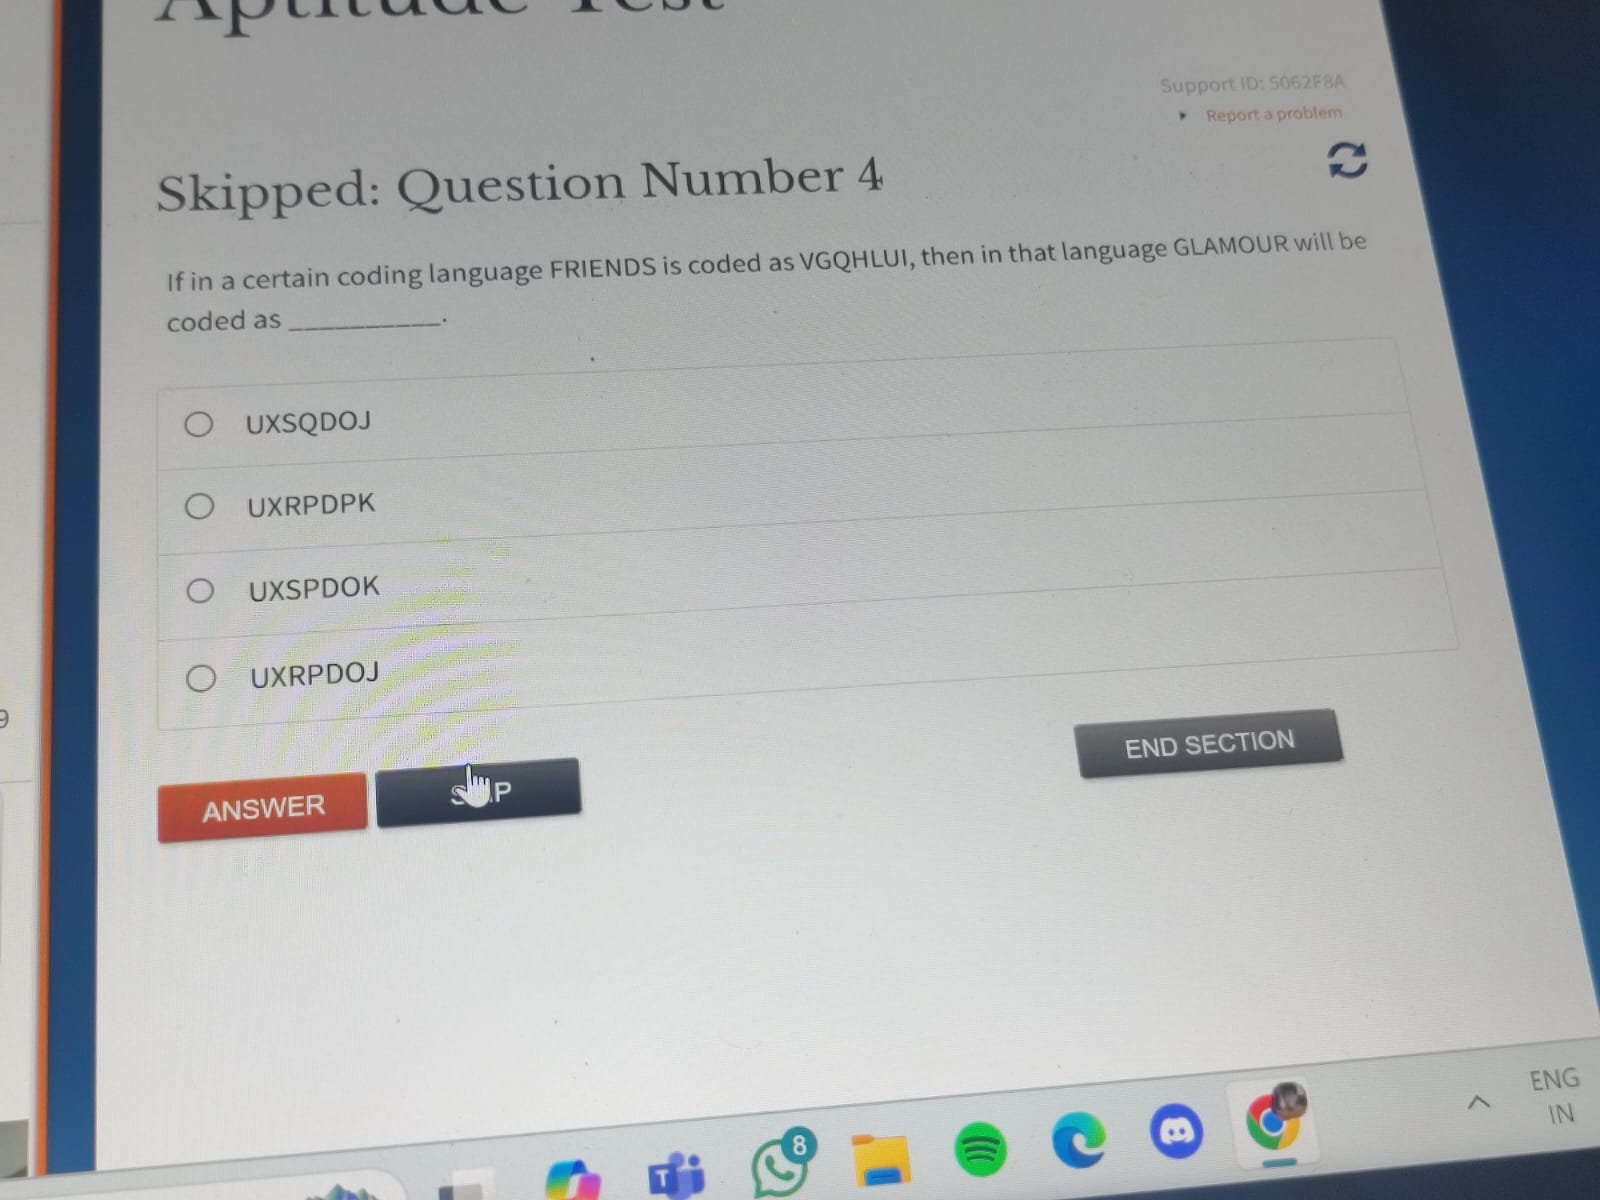 Aptitude Test
Support ID: 5062F8A
Report a problem
Skipped: Question Number 4
If in a certain coding language FRIENDS is coded as VGQHLUI, then in that language GLAMOUR will be
coded as __________.
UXSQDOJ
UXRPDPK
UXSPDOK
UXRPDOJ
9
ANSWER
END SECTION
8
ENG
IN